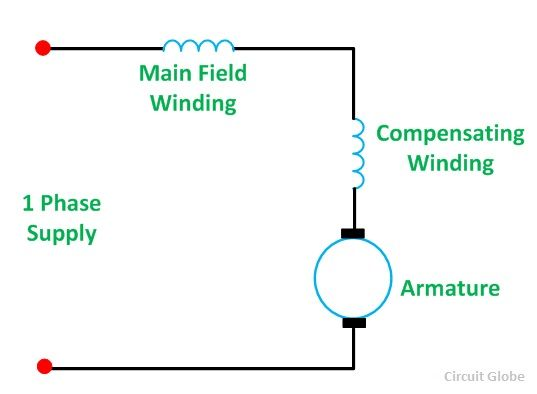 Main Field
Winding
Compensating
Winding
1 Phase
Supply
Armature
Circuit Globe